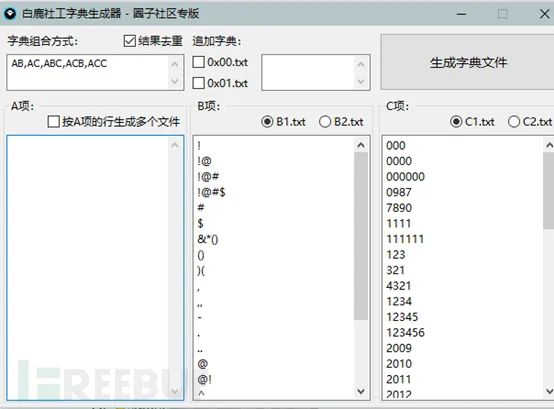 白鹿社工字典生成器 - 圈子社区专版
字典组合方式:
结果去重
追加字典:
AB,AC,ABC,ACB,ACC
0x00.txt
0x01.txt
生成字典文件
A项:
按A项的行生成多个文件
B项:
B1.txt
B2.txt
!
!@
!@#
!@#$
#
$
&*()
()
)(
,
,,
-
.
..
@
@!
^
C项:
C1.txt
C2.txt
000
0000
000000
0987
7890
1111
111111
123
321
4321
1234
12345
123456
2009
2010
2011
2012
FREEBUF